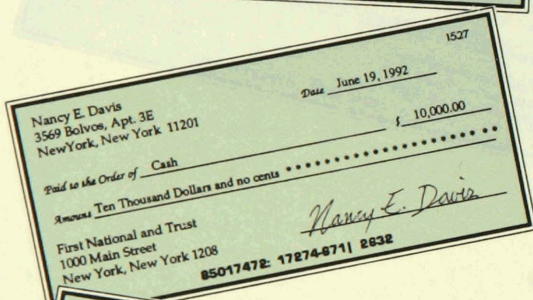 1527
Nancy E. Davis
3569 Bolvos, Apt. 3E
NewYork, New York 11201
Date June 19, 1992
Paid to the Order of Cash $ 10,000.00
Amount Ten Thousand Dollars and no cents
First National and Trust
1000 Main Street
New York, New York 1208
Nancy E. Davis
85017472: 17274-671| 2632